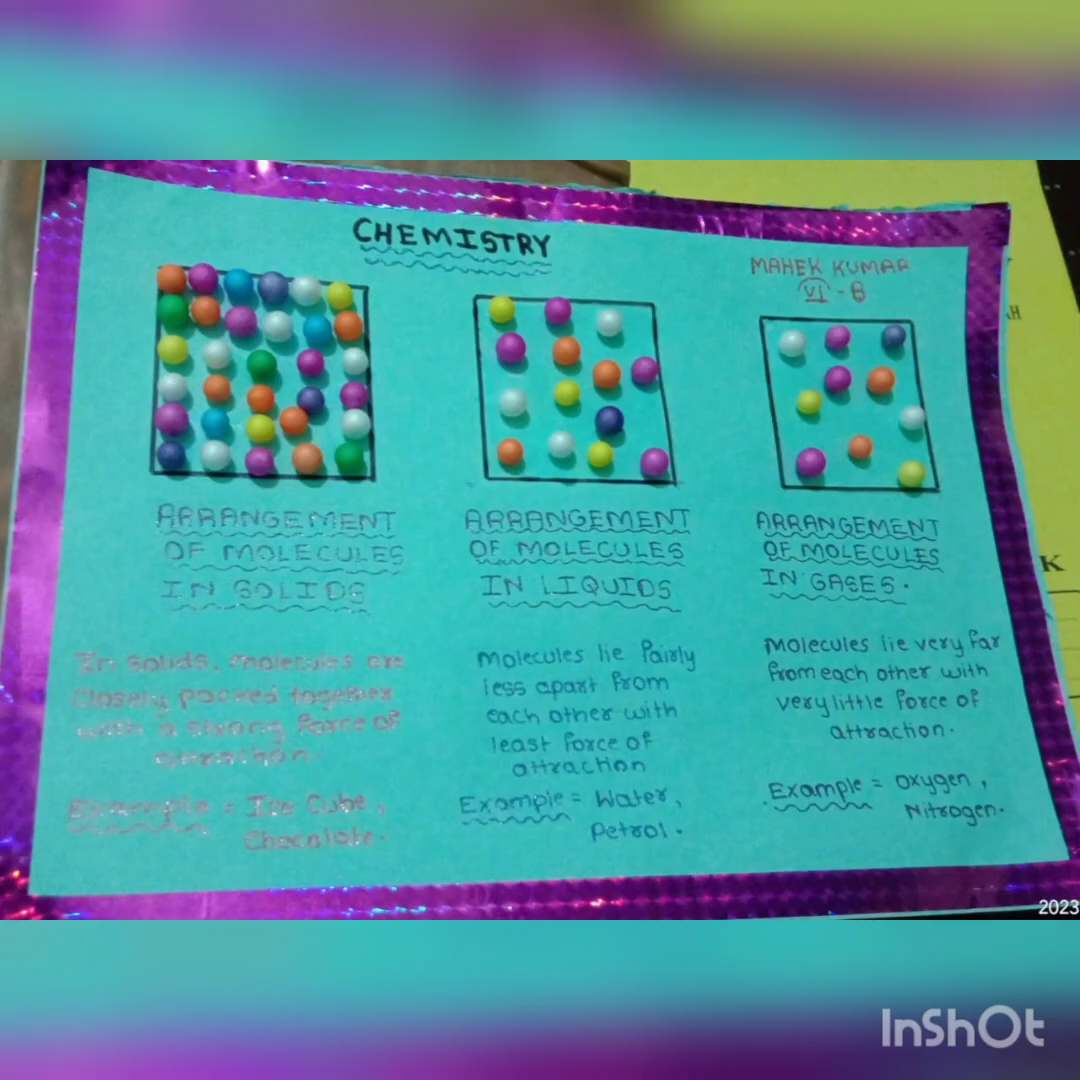 CHEMISTRY
MAHEK KUMAR
VI - B
ARRANGEMENT
OF MOLECULES
IN SOLIDS
In solids, molecules are
closely packed together
with a strong force of
attraction.
Example = Ice Cube,
Chocolate.
ARRANGEMENT
OF MOLECULES
IN LIQUIDS
Molecules lie fairly
less apart from
each other with
least force of
attraction
Example = Water,
Petrol.
ARRANGEMENT
OF MOLECULES
IN GASES.
Molecules lie very far
from each other with
very little force of
attraction.
Example = Oxygen,
Nitrogen.
AH
K
2023
InShOt